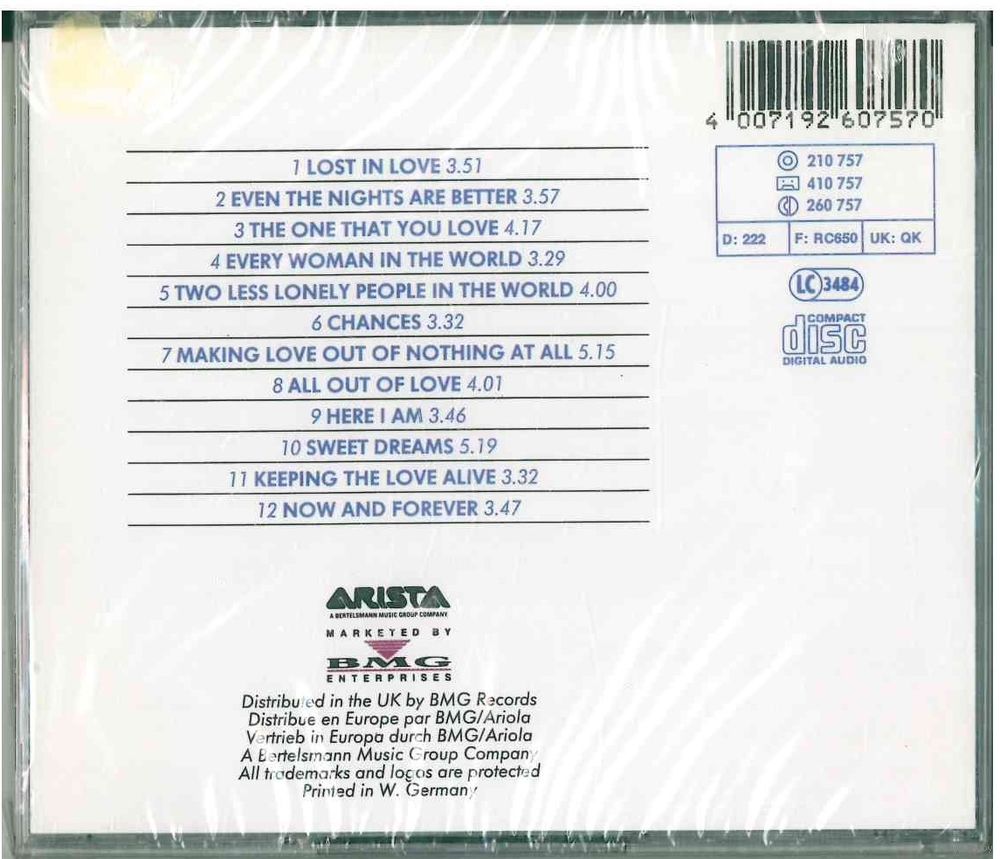 4 007192 607570
210 757
410 757
260 757
D: 222 F: RC650 UK: QK
LC 3484
COMPACT
disc
DIGITAL AUDIO
1 LOST IN LOVE 3.51
2 EVEN THE NIGHTS ARE BETTER 3.57
3 THE ONE THAT YOU LOVE 4.17
4 EVERY WOMAN IN THE WORLD 3.29
5 TWO LESS LONELY PEOPLE IN THE WORLD 4.00
6 CHANCES 3.32
7 MAKING LOVE OUT OF NOTHING AT ALL 5.15
8 ALL OUT OF LOVE 4.01
9 HERE I AM 3.46
10 SWEET DREAMS 5.19
11 KEEPING THE LOVE ALIVE 3.32
12 NOW AND FOREVER 3.47
ARISTA
A BERTELSMANN MUSIC GROUP COMPANY
MARKETED BY
BMG
ENTERPRISES
Distributed in the UK by BMG Records
Distribue en Europe par BMG/Ariola
Vertrieb in Europa durch BMG/Ariola
A Bertelsmann Music Group Company
All trademarks and logos are protected
Printed in W. Germany